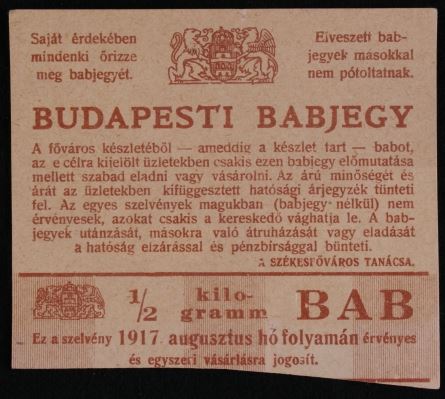 Saját érdekében
mindenki őrizze
meg babjegyét.
Elveszett bab-
jegyek másokkal
nem pótoltatnak.
BUDAPESTI BABJEGY
A főváros készletéből — ameddig a készlet tart — babot,
az e célra kijelölt üzletekben csakis ezen babjegy előmutatása
mellett szabad eladni vagy vásárolni. Az árú minőségét és
árát az üzletekben kifüggesztett hatósági árjegyzék tünteti
fel. Az egyes szelvények magukban (babjegy nélkül) nem
érvényesek, azokat csakis a kereskedő vághatja le. A bab-
jegyek utánzását, másokra való átruházását vagy eladását
a hatóság elzárással és pénzbírsággal bünteti.
A SZÉKESFŐVÁROS TANÁCSA.
1/2 kilo-
gramm BAB
Ez a szelvény 1917 augusztus hó folyamán érvényes
és egyszeri vásárlásra jogosít.